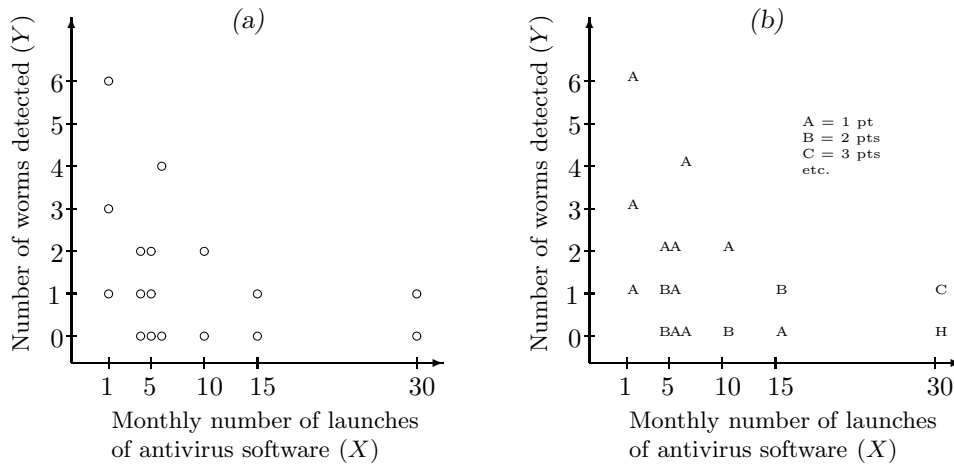 (a)
Number of worms detected (Y)
6
5
4
3
2
1
0
1 5 10 15 30
Monthly number of launches
of antivirus software (X)
(b)
Number of worms detected (Y)
6
5
4
3
2
1
0
A
A = 1 pt
B = 2 pts
C = 3 pts
etc.
A
A
AA A
A BA B C
BAA B A H
1 5 10 15 30
Monthly number of launches
of antivirus software (X)